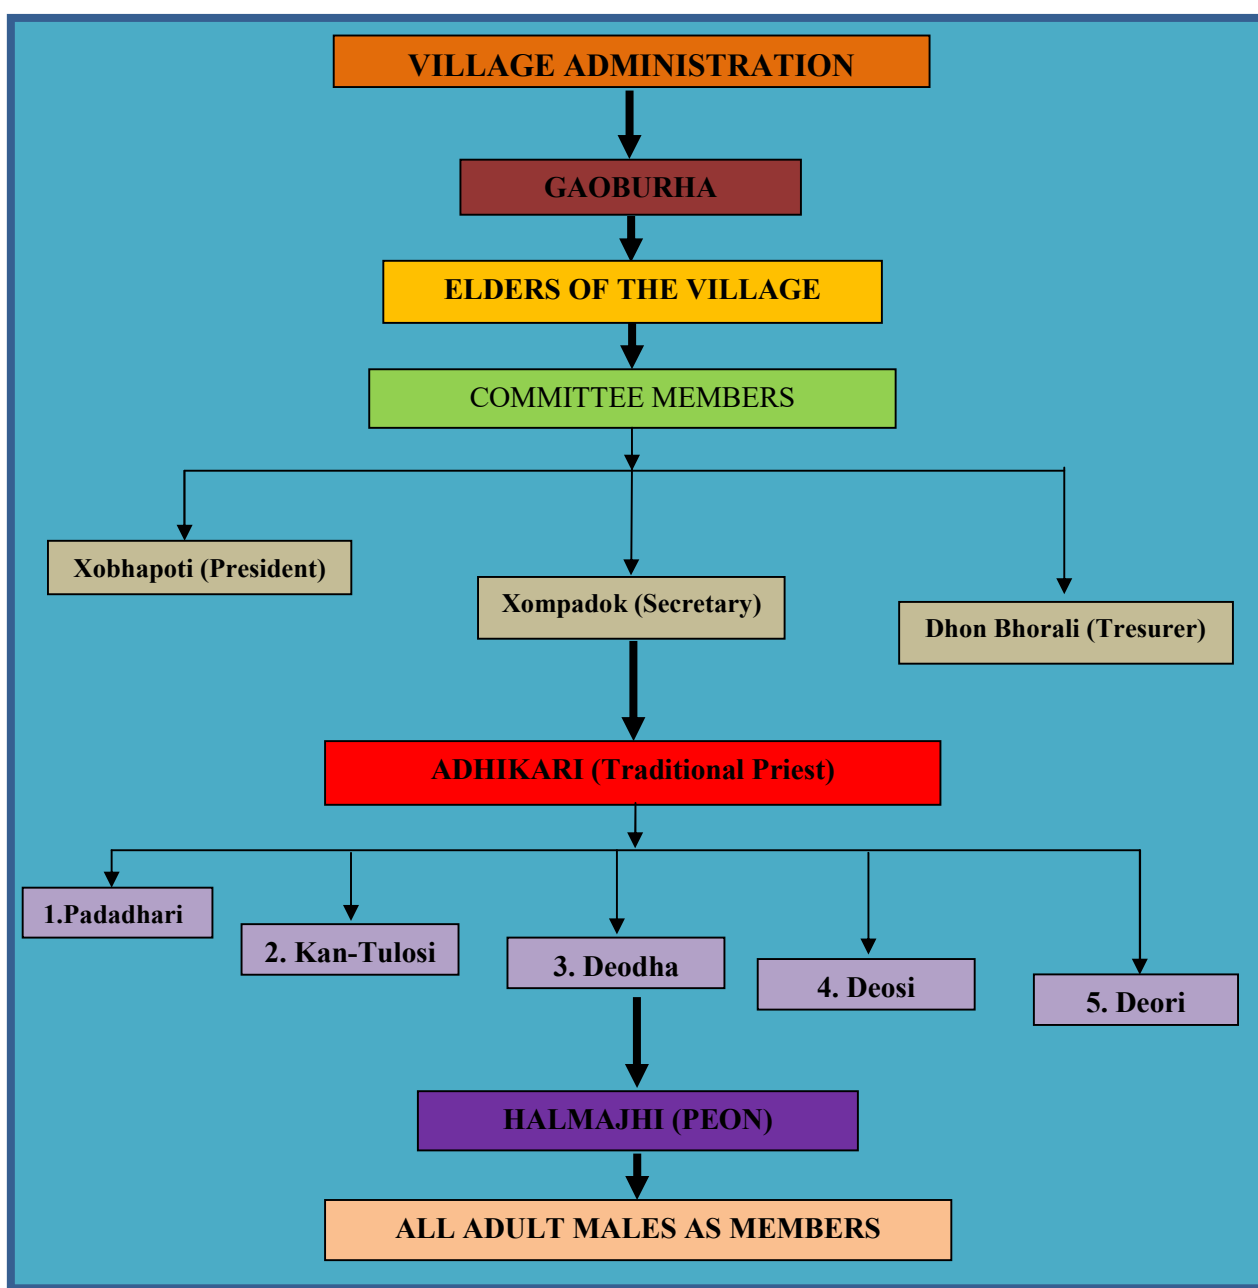 VILLAGE ADMINISTRATION
GAOBURHA
ELDERS OF THE VILLAGE
COMMITTEE MEMBERS
Xobhapoti (President)
Xompadok (Secretary)
Dhon Bhorali (Tresurer)
ADHIKARI (Traditional Priest)
1.Padadhari
2. Kan-Tulosi
3. Deodha
4. Deosi
5. Deori
HALMAJHI (PEON)
ALL ADULT MALES AS MEMBERS